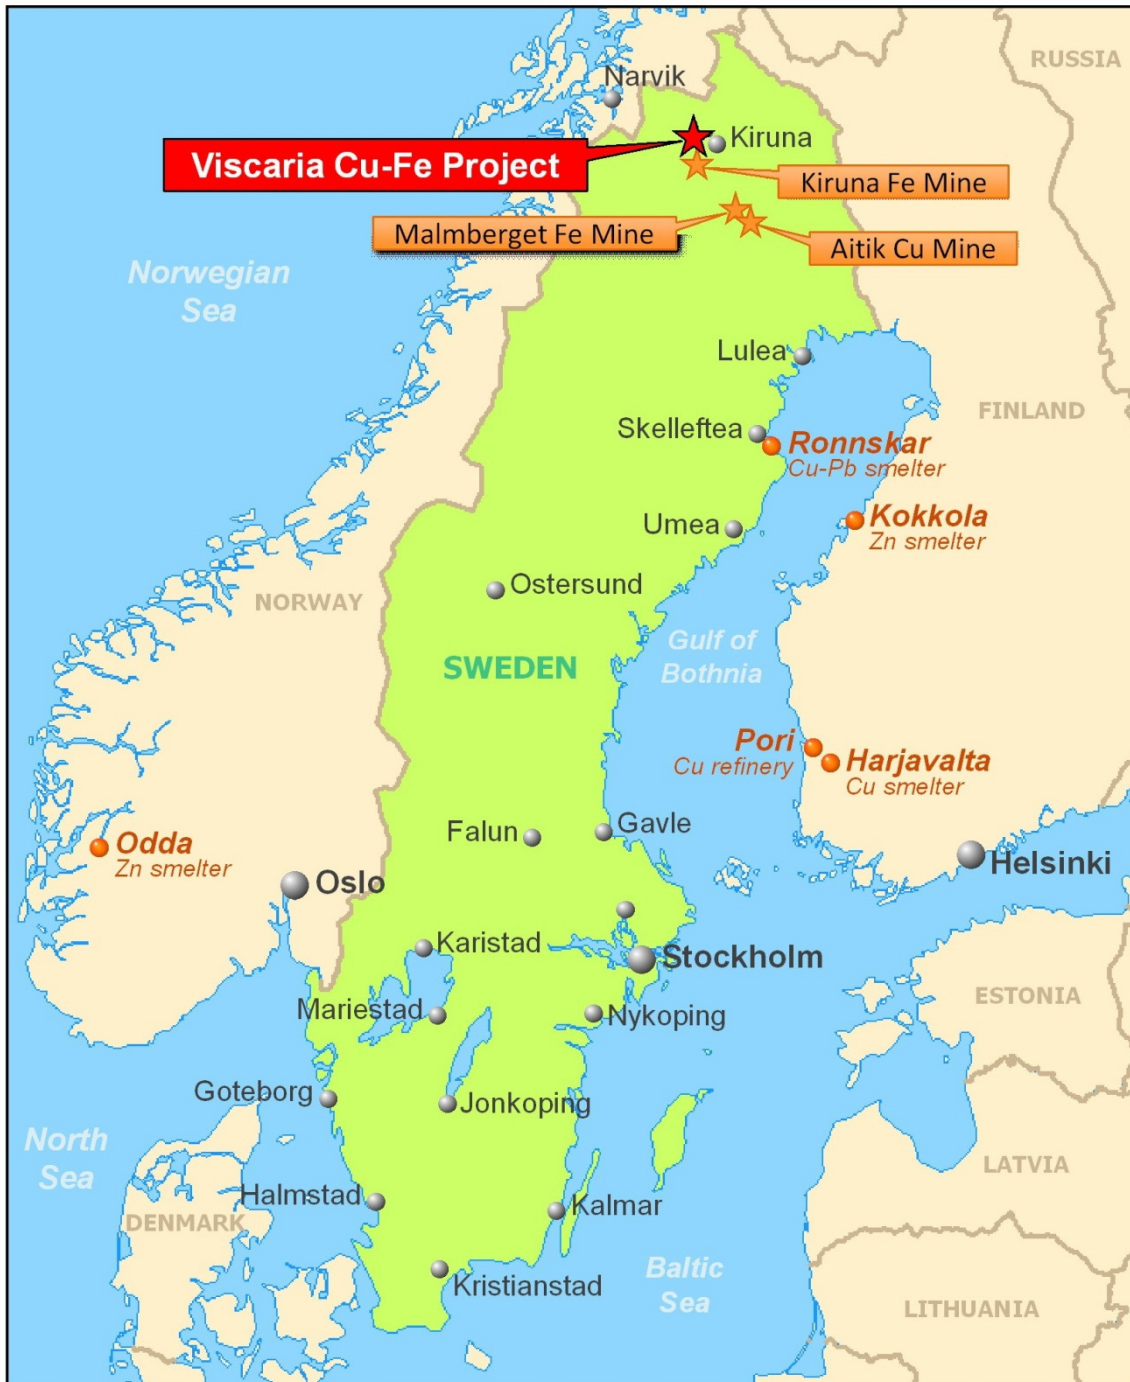 RUSSIA
Narvik
Kiruna
Viscaria Cu-Fe Project
Kiruna Fe Mine
Malmberget Fe Mine
Aitik Cu Mine
Norwegian
Sea
Lulea
FINLAND
Skelleftea
Ronnskar
Cu-Pb smelter
Kokkola
Zn smelter
Umea
Ostersund
NORWAY
Gulf of
Bothnia
SWEDEN
Pori
Cu refinery
Harjavalta
Cu smelter
Falun
Gavle
Odda
Zn smelter
Oslo
Helsinki
Karistad
Stockholm
ESTONIA
Mariestad
Nykoping
Goteborg
Jonkoping
North
Sea
LATVIA
Halmstad
Kalmar
DENMARK
Kristianstad
Baltic
Sea
LITHUANIA